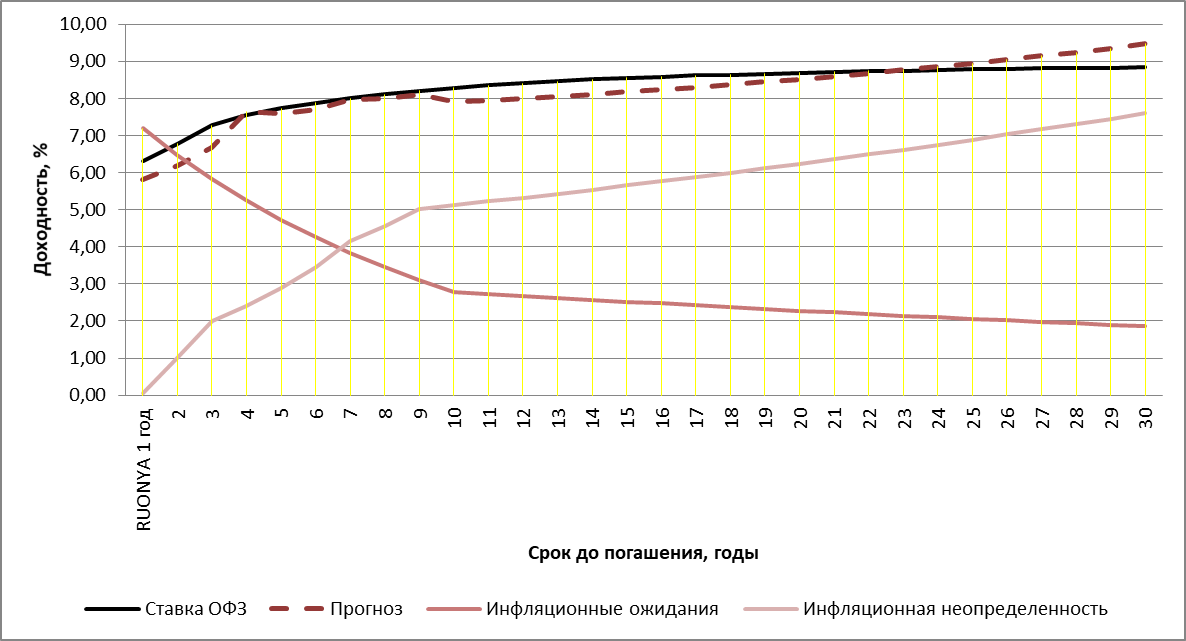 10,00
9,00
8,00
7,00
6,00
5,00
4,00
3,00
2,00
1,00
0,00
Доходность, %
RUONYA 1 год 2 3 4 5 6 7 8 9 10 11 12 13 14 15 16 17 18 19 20 21 22 23 24 25 26 27 28 29 30
Срок до погашения, годы
Ставка ОФЗ Прогноз Инфляционные ожидания Инфляционная неопределенность